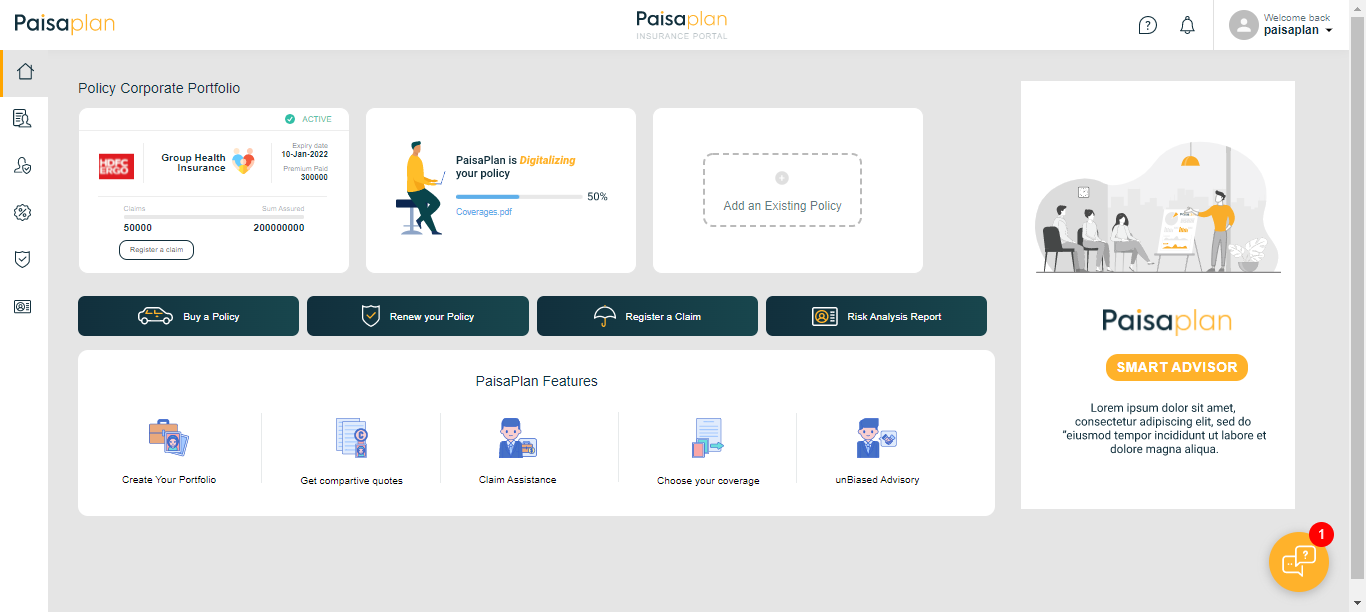 Paisaplan
Paisaplan
INSURANCE PORTAL
?
Welcome back
paisaplan
Policy Corporate Portfolio
ACTIVE
HDFC
ERGO
Group Health
Insurance
Expiry date
10-Jan-2022
Premium Paid
300000
Claims
Sum Assured
50000
200000000
Register a claim
PaisaPlan is Digitalizing
your policy
50%
Coverages.pdf
Add an Existing Policy
Buy a Policy
Renew your Policy
Register a Claim
Risk Analysis Report
PaisaPlan Features
Create Your Portfolio
Get compartive quotes
Claim Assistance
Choose your coverage
unBiased Advisory
Paisaplan
SMART ADVISOR
Lorem ipsum dolor sit amet,
consectetur adipiscing elit, sed do
"eiusmod tempor incididunt ut labore et
dolore magna aliqua.
1
?